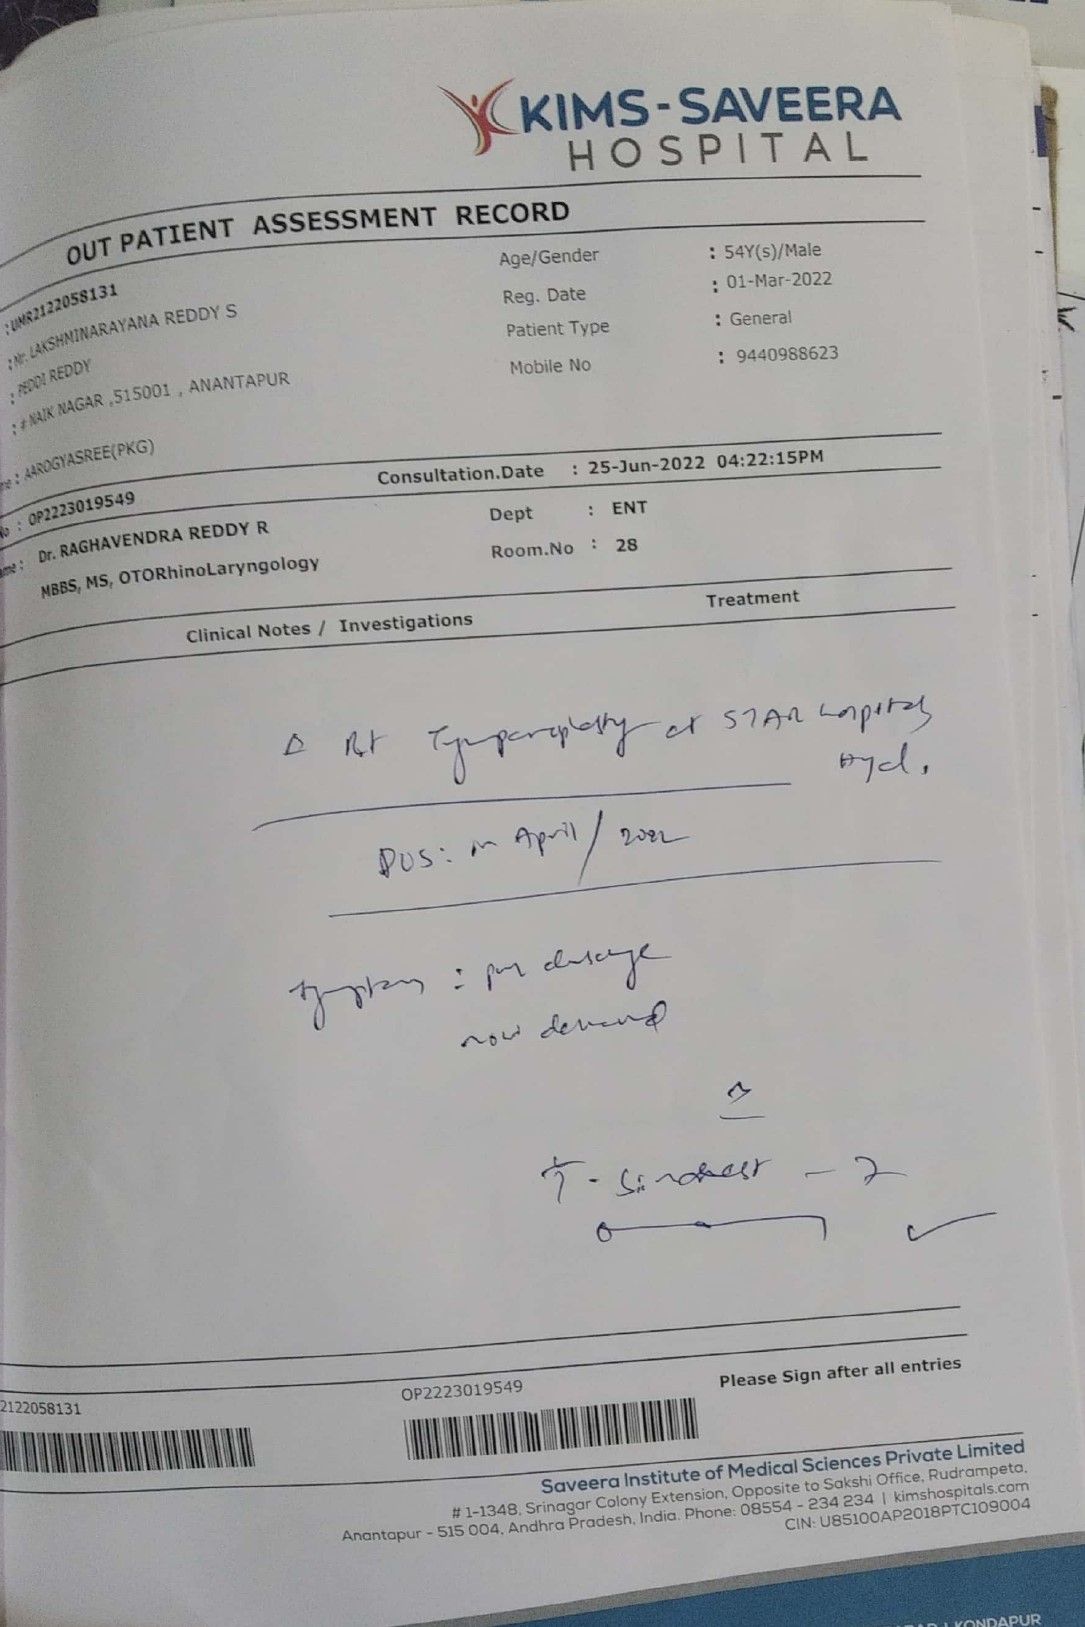 KIMS-SAVEERA
HOSPITAL
OUT PATIENT ASSESSMENT RECORD
: UMR2122058131
: Mr. LAKSHMINARAYANA REDDY S
: PEDDI REDDY
: # NAIK NAGAR ,515001 , ANANTAPUR
me : AAROGYASREE(PKG)
Age/Gender : 54Y(s)/Male
Reg. Date : 01-Mar-2022
Patient Type : General
Mobile No : 9440988623
No : OP2223019549
Consultation.Date : 25-Jun-2022 04:22:15PM
ame : Dr. RAGHAVENDRA REDDY R
MBBS, MS, OTORhinoLaryngology
Dept : ENT
Room.No : 28
Clinical Notes / Investigations Treatment
Δ Rt Tympanoplasty at STAR hospital
Hyd.
DOS: in April / 2022
: pus
now
T -
Please Sign after all entries
2122058131
OP2223019549
Saveera Institute of Medical Sciences Private Limited
# 1-1348, Srinagar Colony Extension, Opposite to Sakshi Office, Rudrampeta,
Anantapur - 515 004, Andhra Pradesh, India. Phone: 08554 - 234 234 | kimshospitals.com
CIN: U85100AP2018PTC109004
KONDAPUR